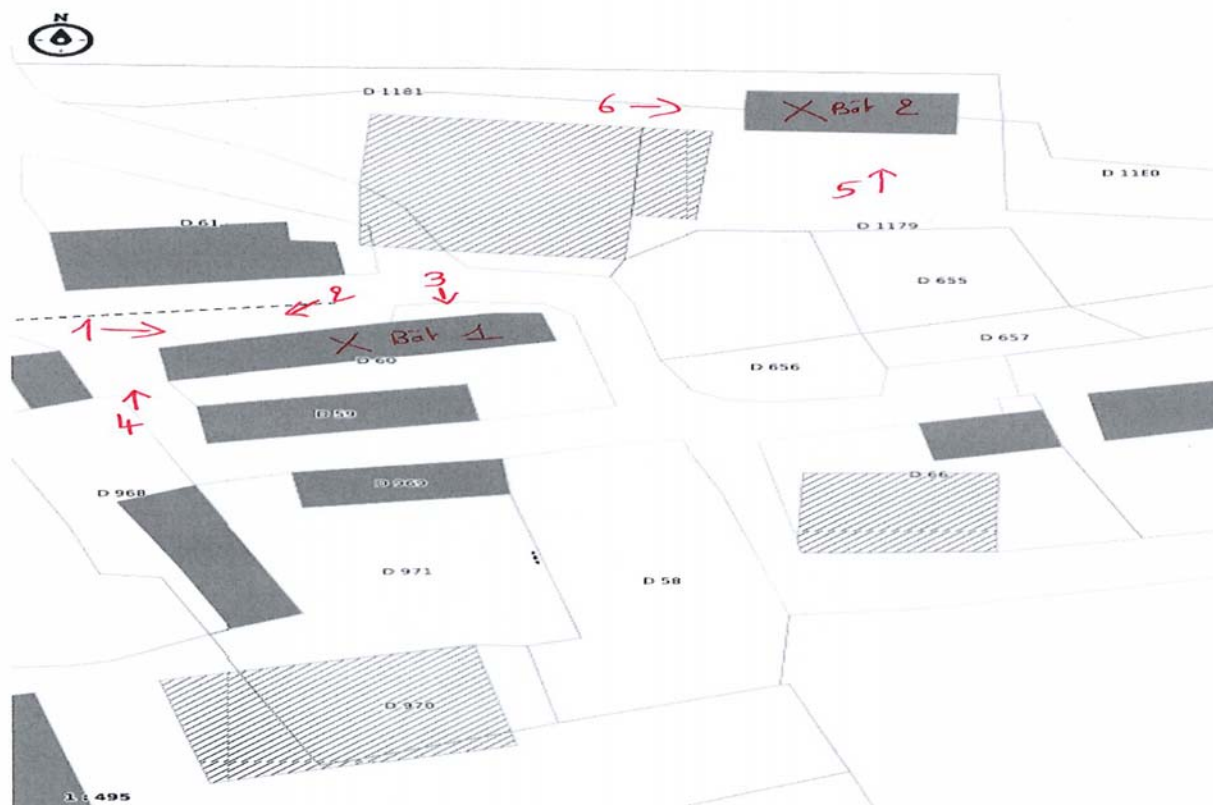 N
D 1181
6 → X Bât 2
D 11E0
5 ↑
D 61
D 1179
3 ↓
2
D 655
1 →
X Bât 1
D 657
D 60
D 656
4 ↑
D 59
D 66
D 968
D 969
D 971
D 58
D 970
1 : 495